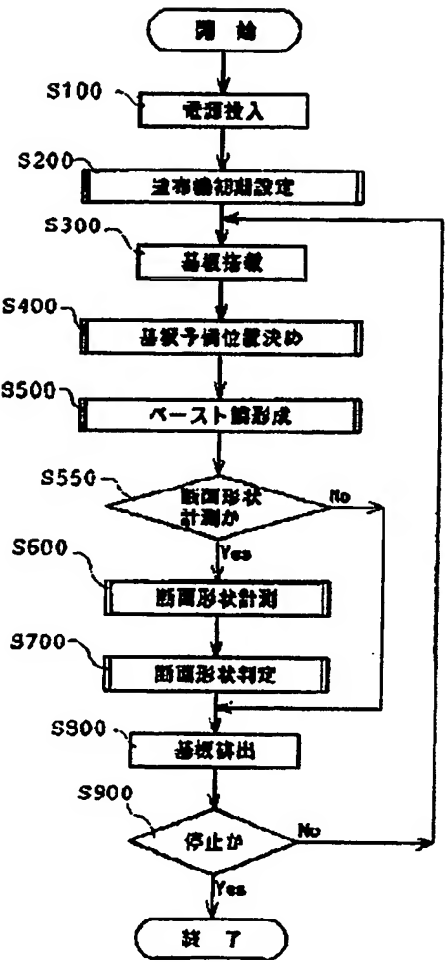 開 始
S100
電源投入
S200
塗布機初期設定
S300
基板搭載
S400
基板予備位置決め
S500
ペースト膜形成
S550
断面形状
計測か
No
Yes
S600
断面形状計測
S700
断面形状判定
S800
基板排出
S900
停止か
No
Yes
終 了